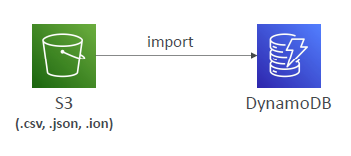 import
S3
DynamoDB
(.csv, .json, .ion)